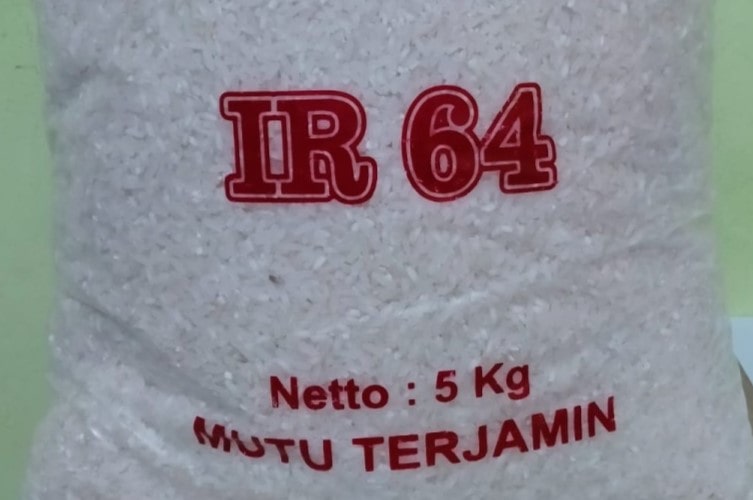 IR 64
Netto : 5 Kg
MUTU TERJAMIN